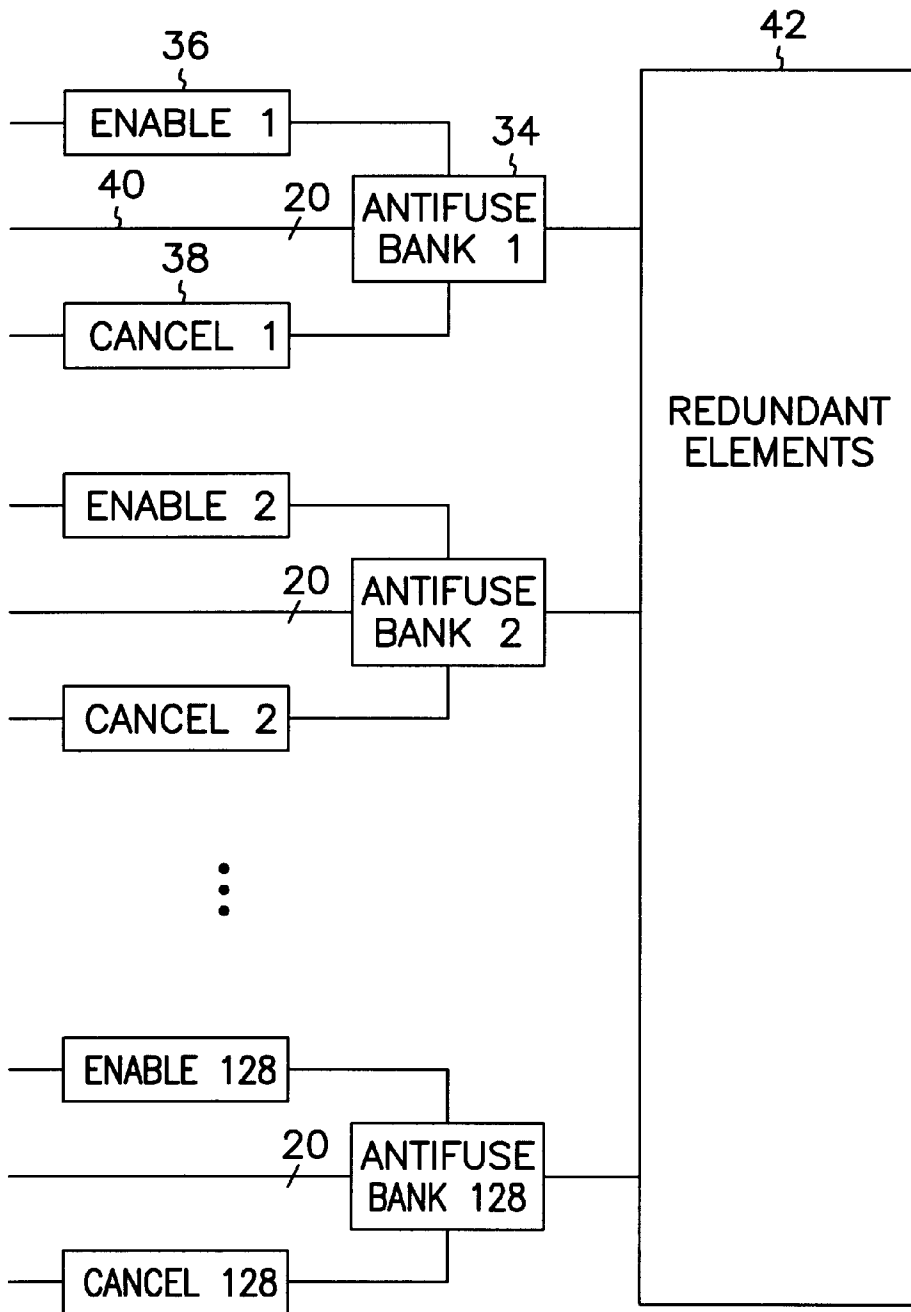 42
36
ENABLE 1
34
40
20
ANTIFUSE
BANK 1
38
CANCEL 1
REDUNDANT
ELEMENTS
ENABLE 2
20
ANTIFUSE
BANK 2
CANCEL 2
ENABLE 128
20
ANTIFUSE
BANK 128
CANCEL 128